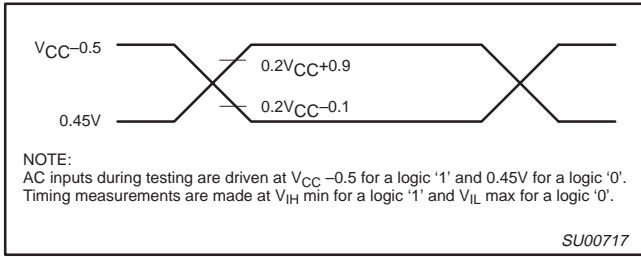 VCC–0.5
0.2VCC+0.9
0.2VCC–0.1
0.45V
NOTE:
AC inputs during testing are driven at VCC –0.5 for a logic ‘1’ and 0.45V for a logic ‘0’.
Timing measurements are made at VIH min for a logic ‘1’ and VIL max for a logic ‘0’.
SU00717